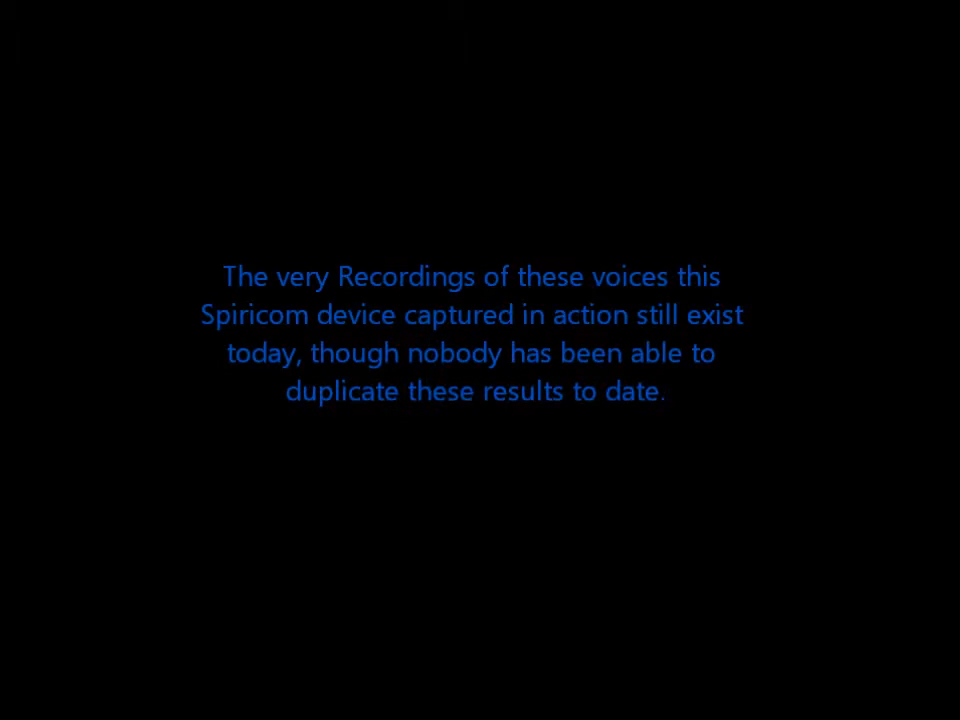 The very Recordings of these voices this
Spiricom device captured in action still exist
today, though nobody has been able to
duplicate these results to date.